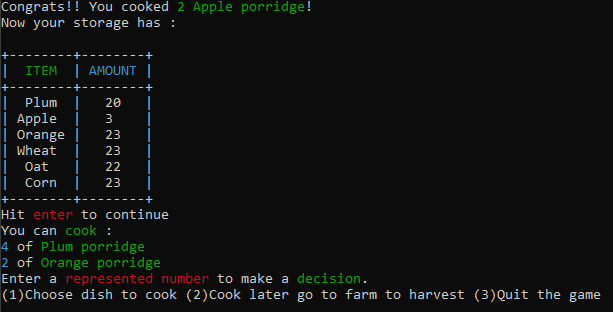 Congrats!! You cooked 2 Apple porridge!
Now your storage has :
+--------+--------+
|  ITEM  | AMOUNT |
+--------+--------+
|  Plum  |   20   |
| Apple  |   3    |
| Orange |   23   |
| Wheat  |   23   |
|  Oat   |   22   |
|  Corn  |   23   |
+--------+--------+
Hit enter to continue
You can cook :
4 of Plum porridge
2 of Orange porridge
Enter a represented number to make a decision.
(1)Choose dish to cook (2)Cook later go to farm to harvest (3)Quit the game